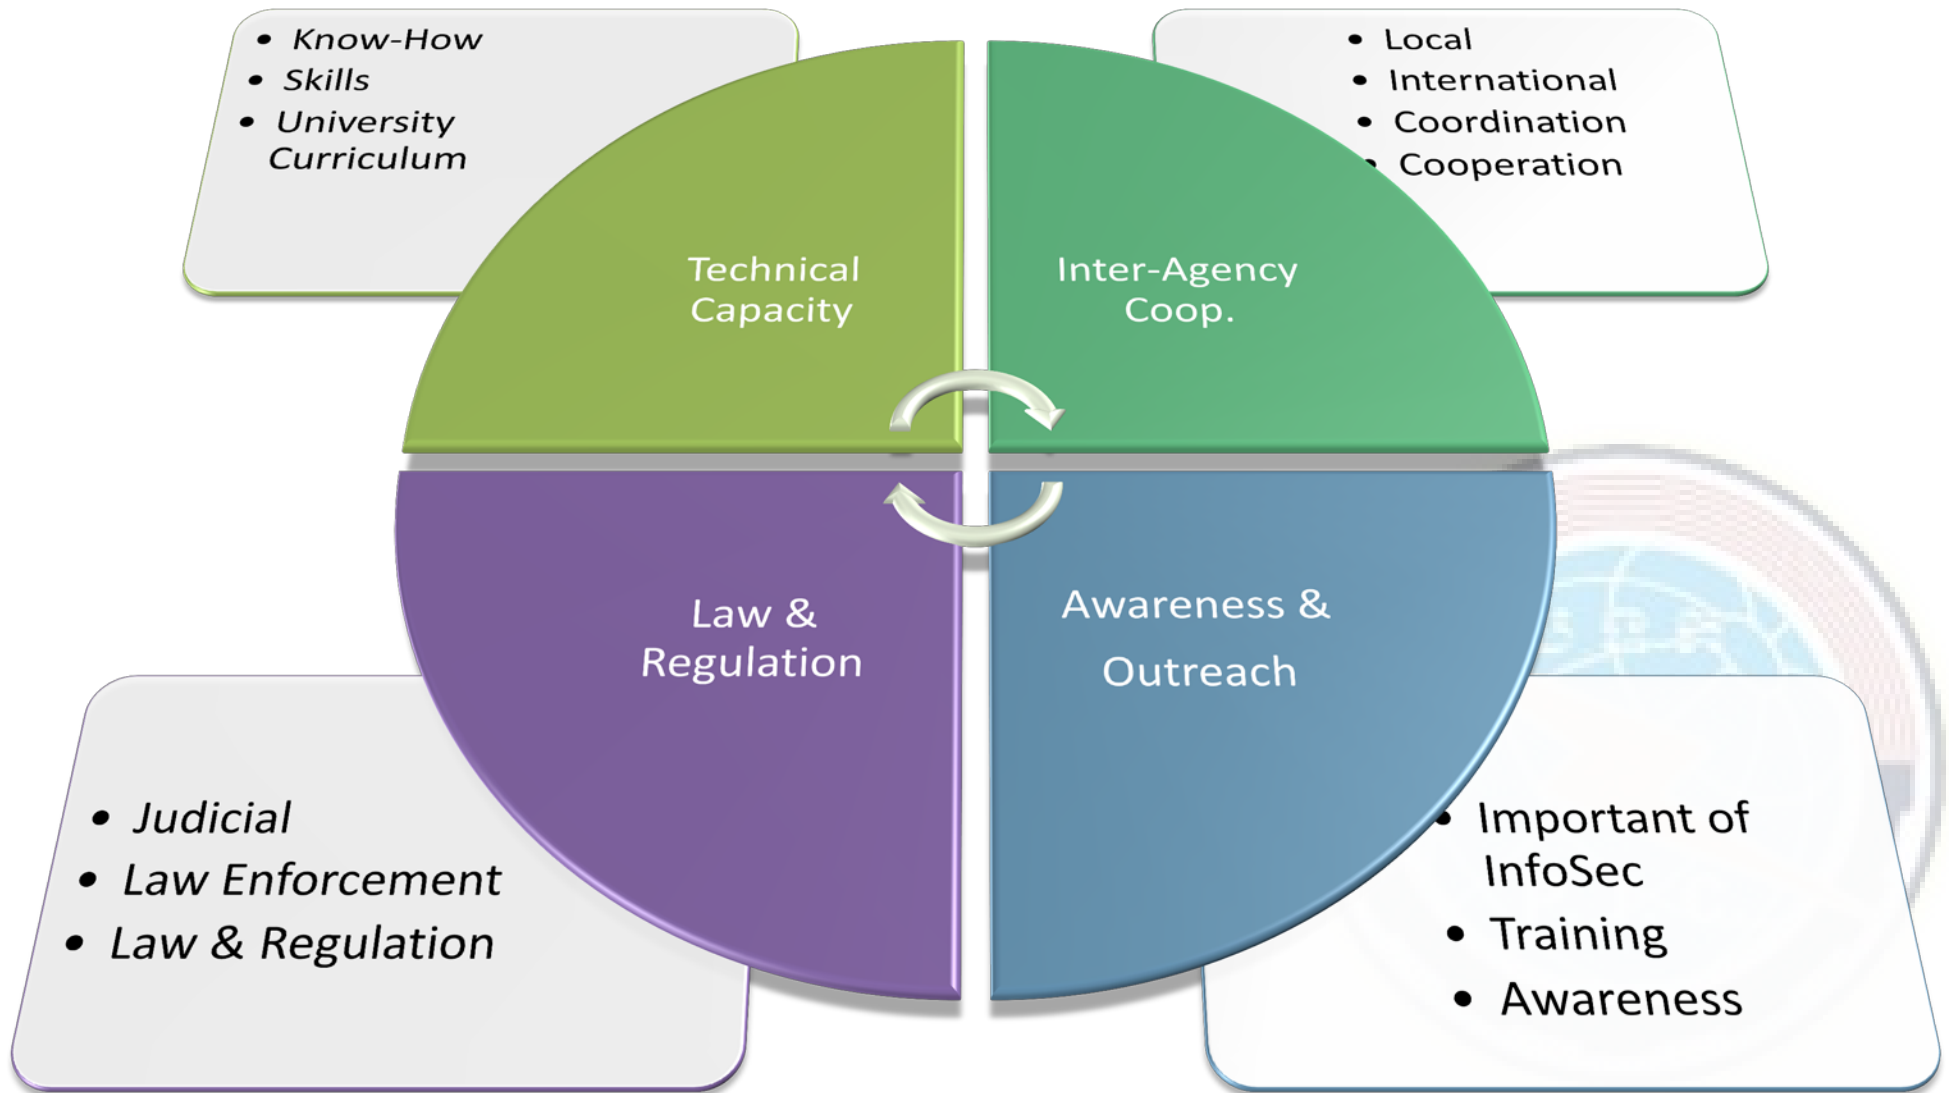 • Know-How
• Skills
• University
Curriculum
• Local
• International
• Coordination
• Cooperation
Technical
Capacity
Inter-Agency
Coop.
Law &
Regulation
Awareness &
Outreach
• Judicial
• Law Enforcement
• Law & Regulation
• Important of
InfoSec
• Training
• Awareness